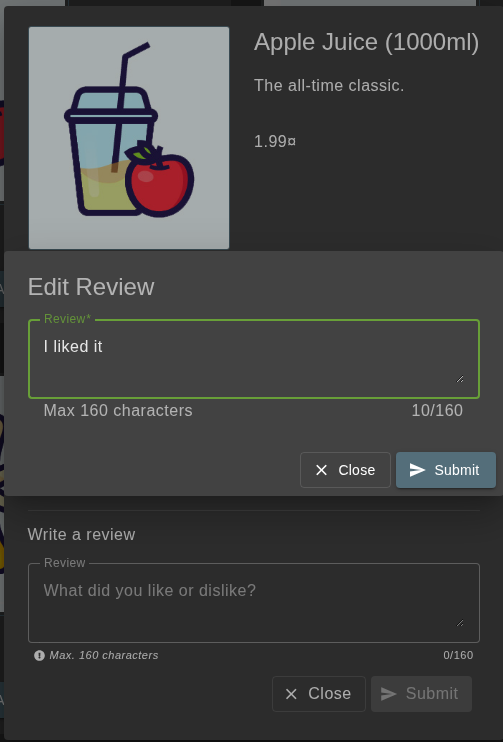 Apple Juice (1000ml)
The all-time classic.
1.99¤
Edit Review
Review*
I liked it
Max 160 characters 10/160
Close Submit
Write a review
Review
What did you like or dislike?
Max. 160 characters 0/160
Close Submit